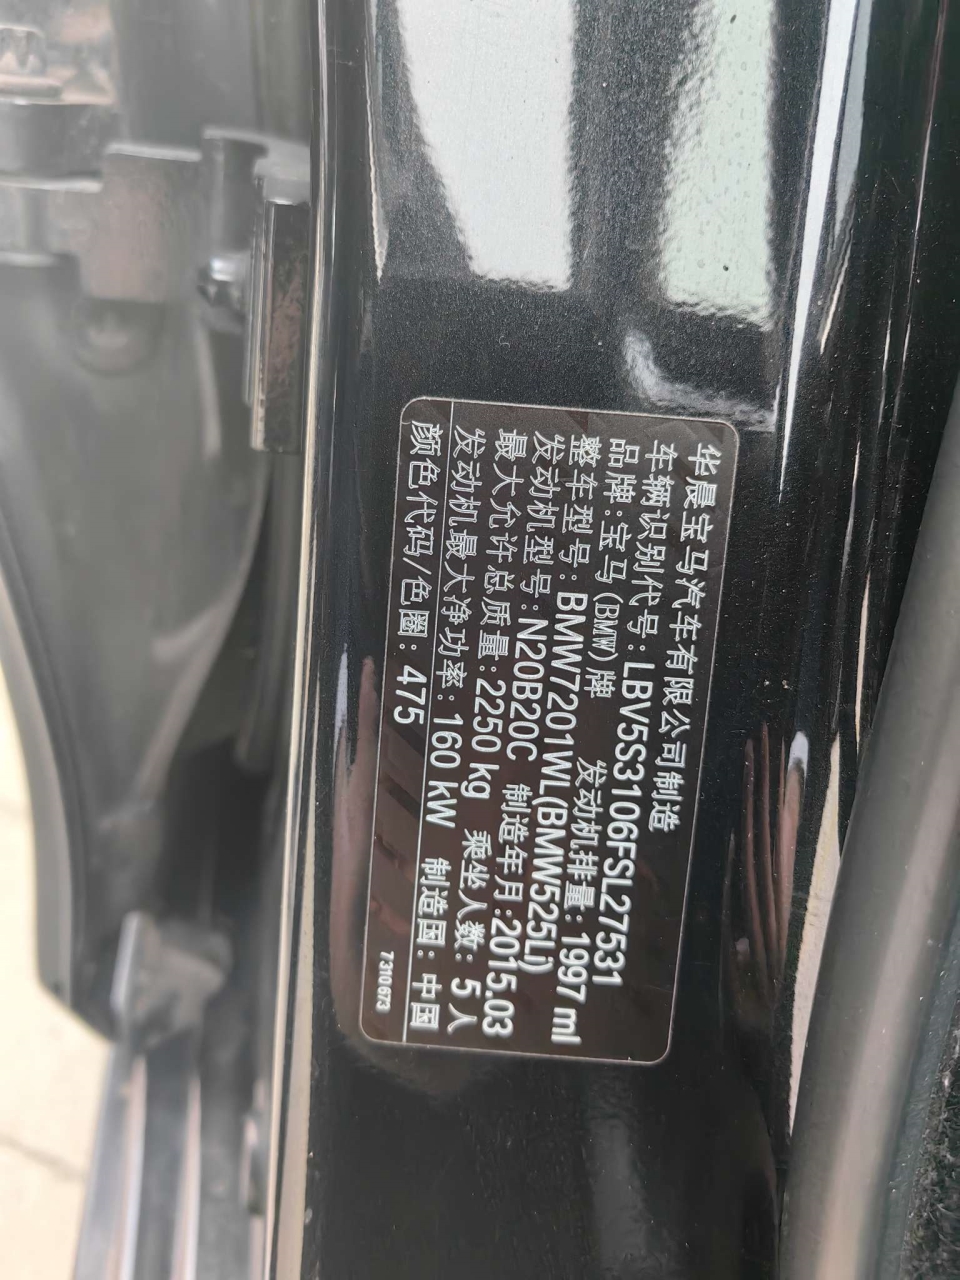 华晨宝马汽车有限公司制造
车辆识别代号:LBV5S3106FSL27531
品牌:宝马(BMW)牌 发动机排量:1997 ml
整车型号:BMW7201WL(BMW525Li)
发动机型号:N20B20C 制造年月:2015.03
最大允许总质量:2250 kg 乘坐人数:5人
发动机最大净功率:160 kW 制造国:中国
颜色代码/色圈:475 7310673